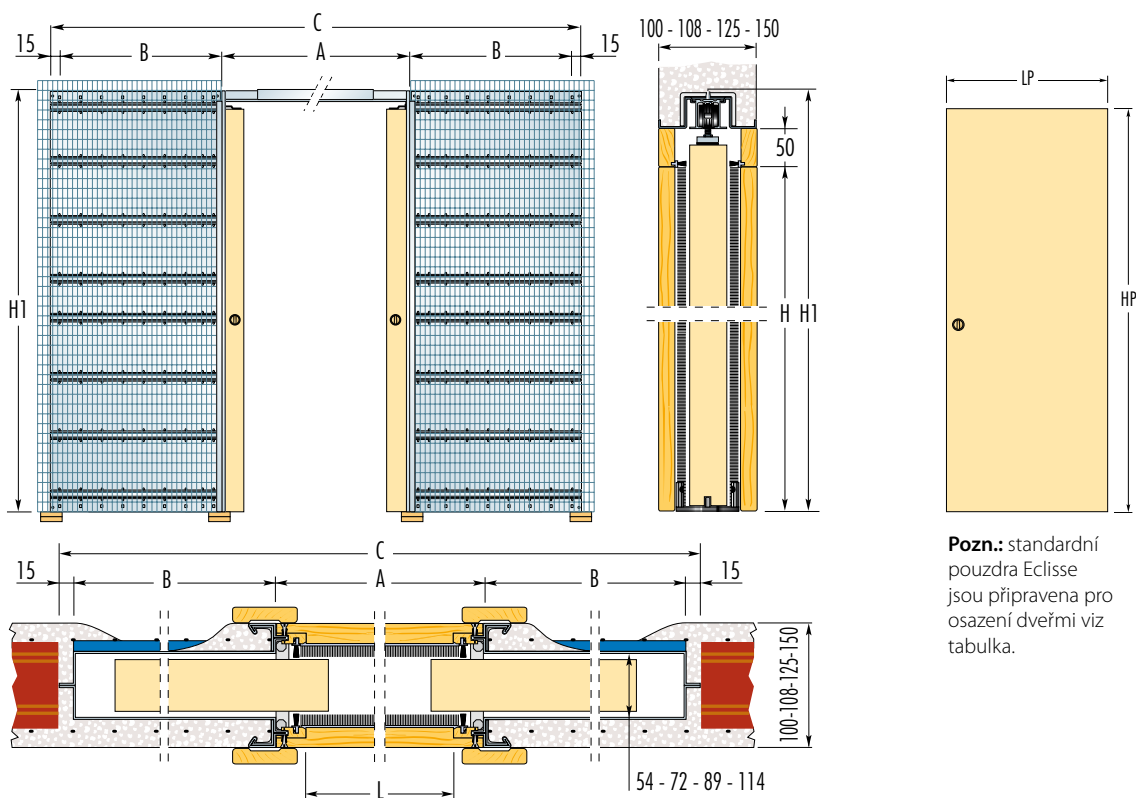 C
15
B
A
B
15
H1
100 - 108 - 125 - 150
50
H
H1
LP
HP
Pozn.: standardní
pouzdra Eclisse
jsou připravena pro
osazení dveřmi viz
tabulka.
C
15
B
A
B
15
100-108-125-150
54 - 72 - 89 - 114
L